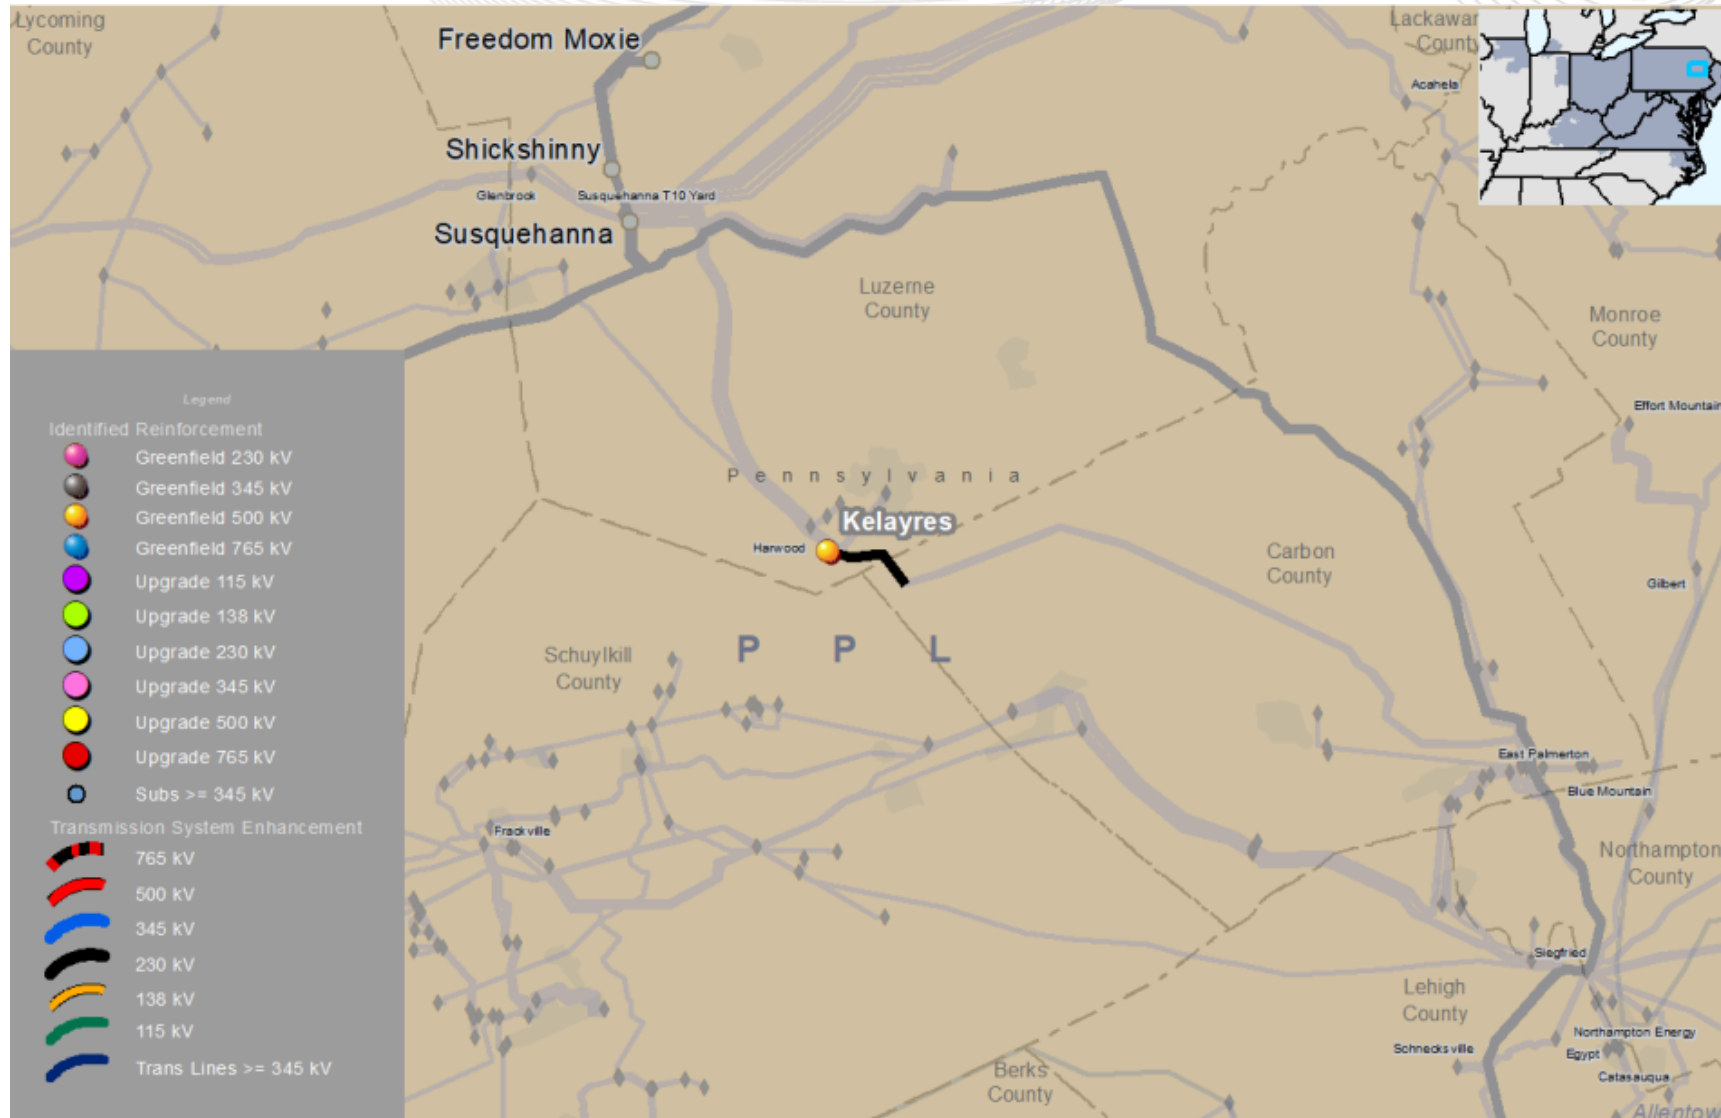 Lycoming
County
Freedom Moxie
Lackawar
County
Acahela
Shickshinny
Glenbrook
Susquehanna T10 Yard
Susquehanna
Luzerne
County
Monroe
County
Effort Mountain
Pennsylvania
Kelayres
Harwood
Carbon
County
Gilbert
P P L
Schuylkill
County
East Palmerton
Blue Mountain
Frackville
Northampton
County
Siegfried
Lehigh
County
Northampton Energy
Schnecksville
Egypt
Catasauqua
Berks
County
Allentow
Legend
Identified Reinforcement
Greenfield 230 kV
Greenfield 345 kV
Greenfield 500 kV
Greenfield 765 kV
Upgrade 115 kV
Upgrade 138 kV
Upgrade 230 kV
Upgrade 345 kV
Upgrade 500 kV
Upgrade 765 kV
Subs >= 345 kV
Transmission System Enhancement
765 kV
500 kV
345 kV
230 kV
138 kV
115 kV
Trans Lines >= 345 kV